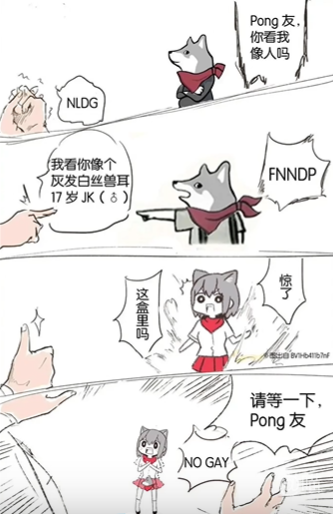 Pong 友,
你看我
像人吗
NLDG
我看你像个
灰发白丝兽耳
17 岁 JK（♂）
FNNDP
惊了
这盒
里吗
请等一下,
Pong 友
NO GAY